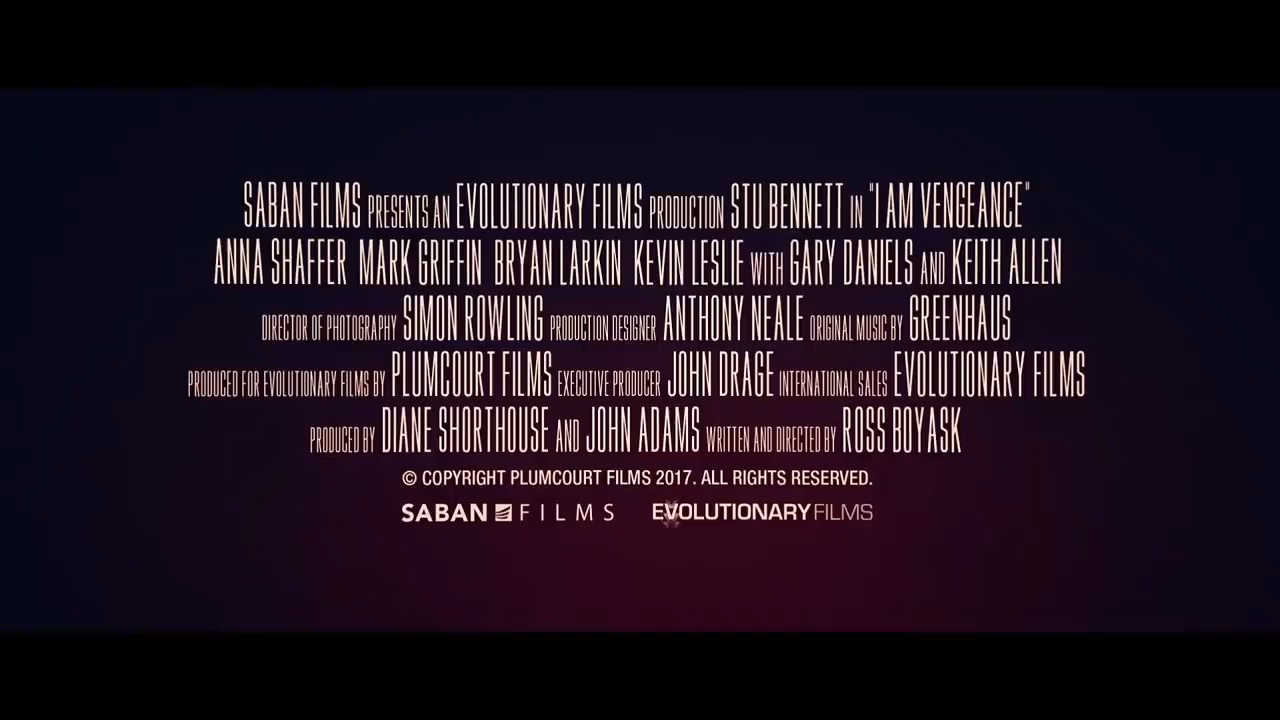 SABAN FILMS PRESENTS AN EVOLUTIONARY FILMS PRODUCTION STU BENNETT IN "I AM VENGEANCE"
ANNA SHAFFER MARK GRIFFIN BRYAN LARKIN KEVIN LESLIE WITH GARY DANIELS AND KEITH ALLEN
DIRECTOR OF PHOTOGRAPHY SIMON ROWLING PRODUCTION DESIGNER ANTHONY NEALE ORIGINAL MUSIC BY GREENHAUS
PRODUCED FOR EVOLUTIONARY FILMS BY PLUMCOURT FILMS EXECUTIVE PRODUCER JOHN DRAGE INTERNATIONAL SALES EVOLUTIONARY FILMS
PRODUCED BY DIANE SHORTHOUSE AND JOHN ADAMS WRITTEN AND DIRECTED BY ROSS BOYASK
© COPYRIGHT PLUMCOURT FILMS 2017. ALL RIGHTS RESERVED.
SABAN FILMS EVOLUTIONARY FILMS